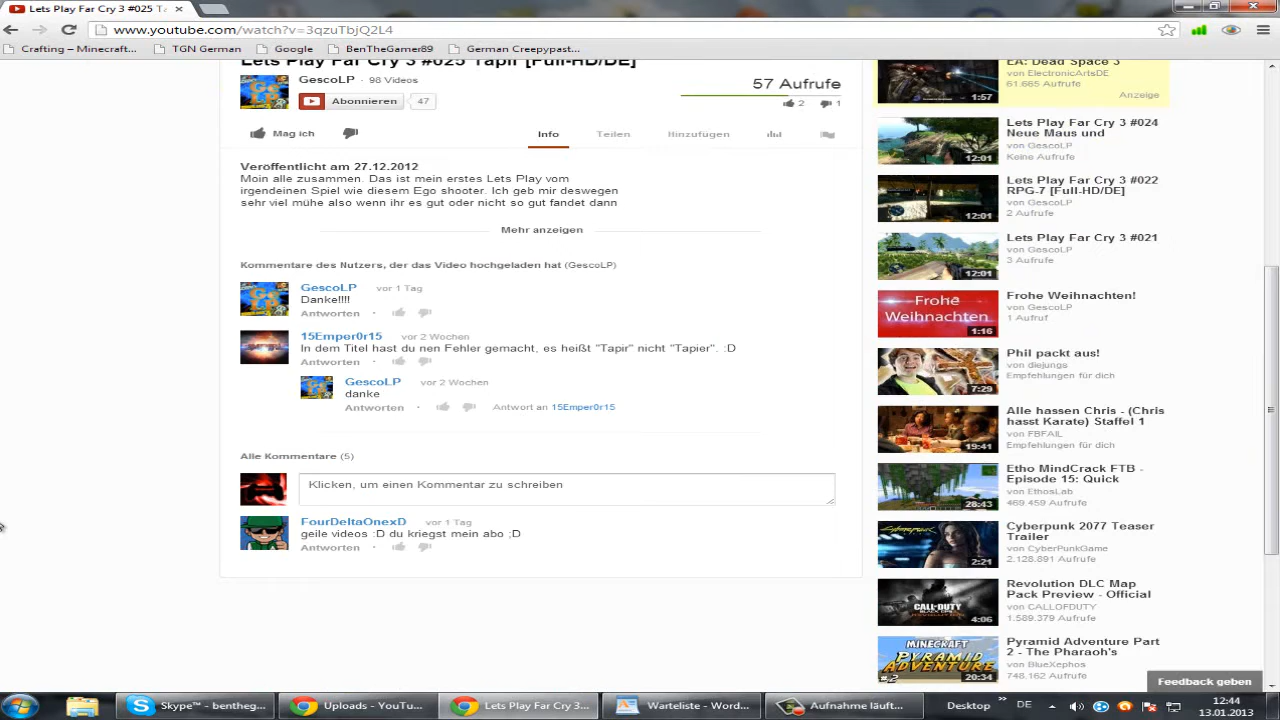 Lets Play Far Cry 3 #025 Ta
www.youtube.com/watch?v=3qzuTbjQ2L4
Crafting – Minecraft...
TGN German
Google
BenTheGamer89
German Creepypast...
Lets Play Far Cry 3 #025 Tapir [Full-HD/DE]
GescoLP · 98 Videos
Abonnieren 47
57 Aufrufe
2 1
Mag ich
Info Teilen Hinzufügen
Veröffentlicht am 27.12.2012
Moin alle zusammen. Das ist mein erstes Lets Play vom
irgendeinen Spiel wie diesem Ego shooter. Ich geb mir deswegen
sehr viel mühe also wenn ihr es gut oder nicht so gut fandet dann
Mehr anzeigen
Kommentare des Nutzers, der das Video hochgeladen hat (GescoLP)
GescoLP vor 1 Tag
Danke!!!!
Antworten ·
15Emper0r15 vor 2 Wochen
In dem Titel hast du nen Fehler gemacht, es heißt "Tapir" nicht "Tapier". :D
Antworten ·
GescoLP vor 2 Wochen
danke
Antworten · Antwort an 15Emper0r15
Alle Kommentare (5)
Klicken, um einen Kommentar zu schreiben
FourDeltaOnexD vor 1 Tag
geile videos :D du kriegst mein abo ;D
Antworten ·
EA: Dead Space 3
von ElectronicArtsDE
61.665 Aufrufe
Anzeige
1:57
Lets Play Far Cry 3 #024
Neue Maus und
von GescoLP
Keine Aufrufe
12:01
Lets Play Far Cry 3 #022
RPG-7 [Full-HD/DE]
von GescoLP
2 Aufrufe
12:01
Lets Play Far Cry 3 #021
von GescoLP
3 Aufrufe
12:01
Frohe
Weihnachten
1:16
Frohe Weihnachten!
von GescoLP
1 Aufruf
Phil packt aus!
von diejungs
Empfehlungen für dich
7:29
Alle hassen Chris - (Chris
hasst Karate) Staffel 1
von FBFAIL
Empfehlungen für dich
19:41
Etho MindCrack FTB -
Episode 15: Quick
von EthosLab
469.459 Aufrufe
28:43
Cyberpunk 2077 Teaser
Trailer
von CyberPunkGame
2.128.891 Aufrufe
Cyberpunk
2:21
Revolution DLC Map
Pack Preview - Official
von CALLOFDUTY
1.589.379 Aufrufe
CALL·DUTY
4:06
Pyramid Adventure Part
2 - The Pharaoh's
von BlueXephos
748.162 Aufrufe
MINECRAFT
PYRAMID
ADVENTURE
#2
20:34
Feedback geben
Skype™ - bentheg...
Uploads - YouTu...
Lets Play Far Cry 3...
Warteliste - Word...
Aufnahme läuft...
Desktop
DE
12:44
13.01.2013